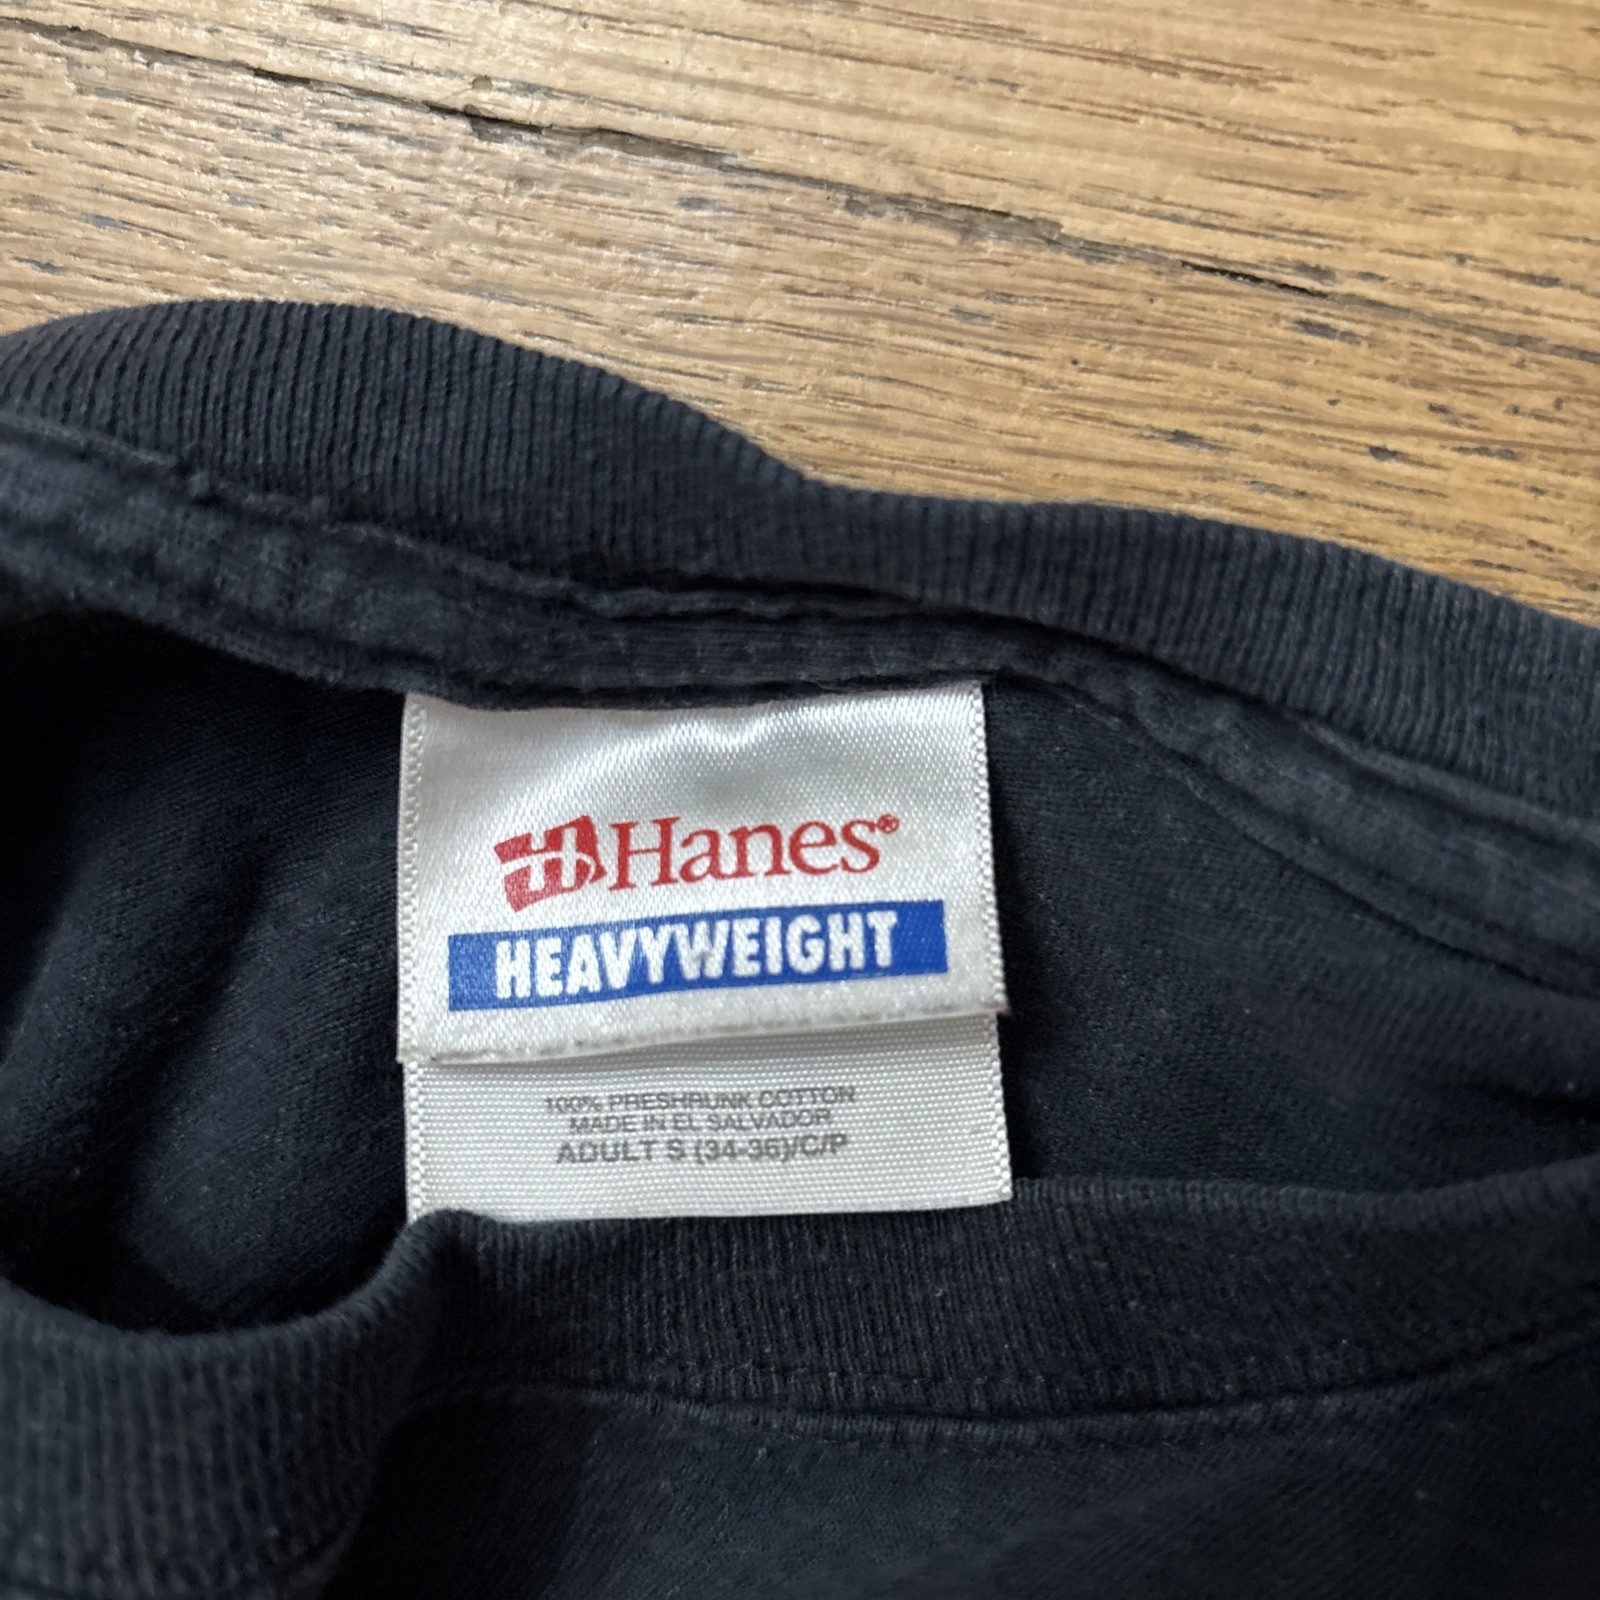 Hanes®
HEAVYWEIGHT
100% PRESHRUNK COTTON
MADE IN EL SALVADOR
ADULT S (34-36)/C/P